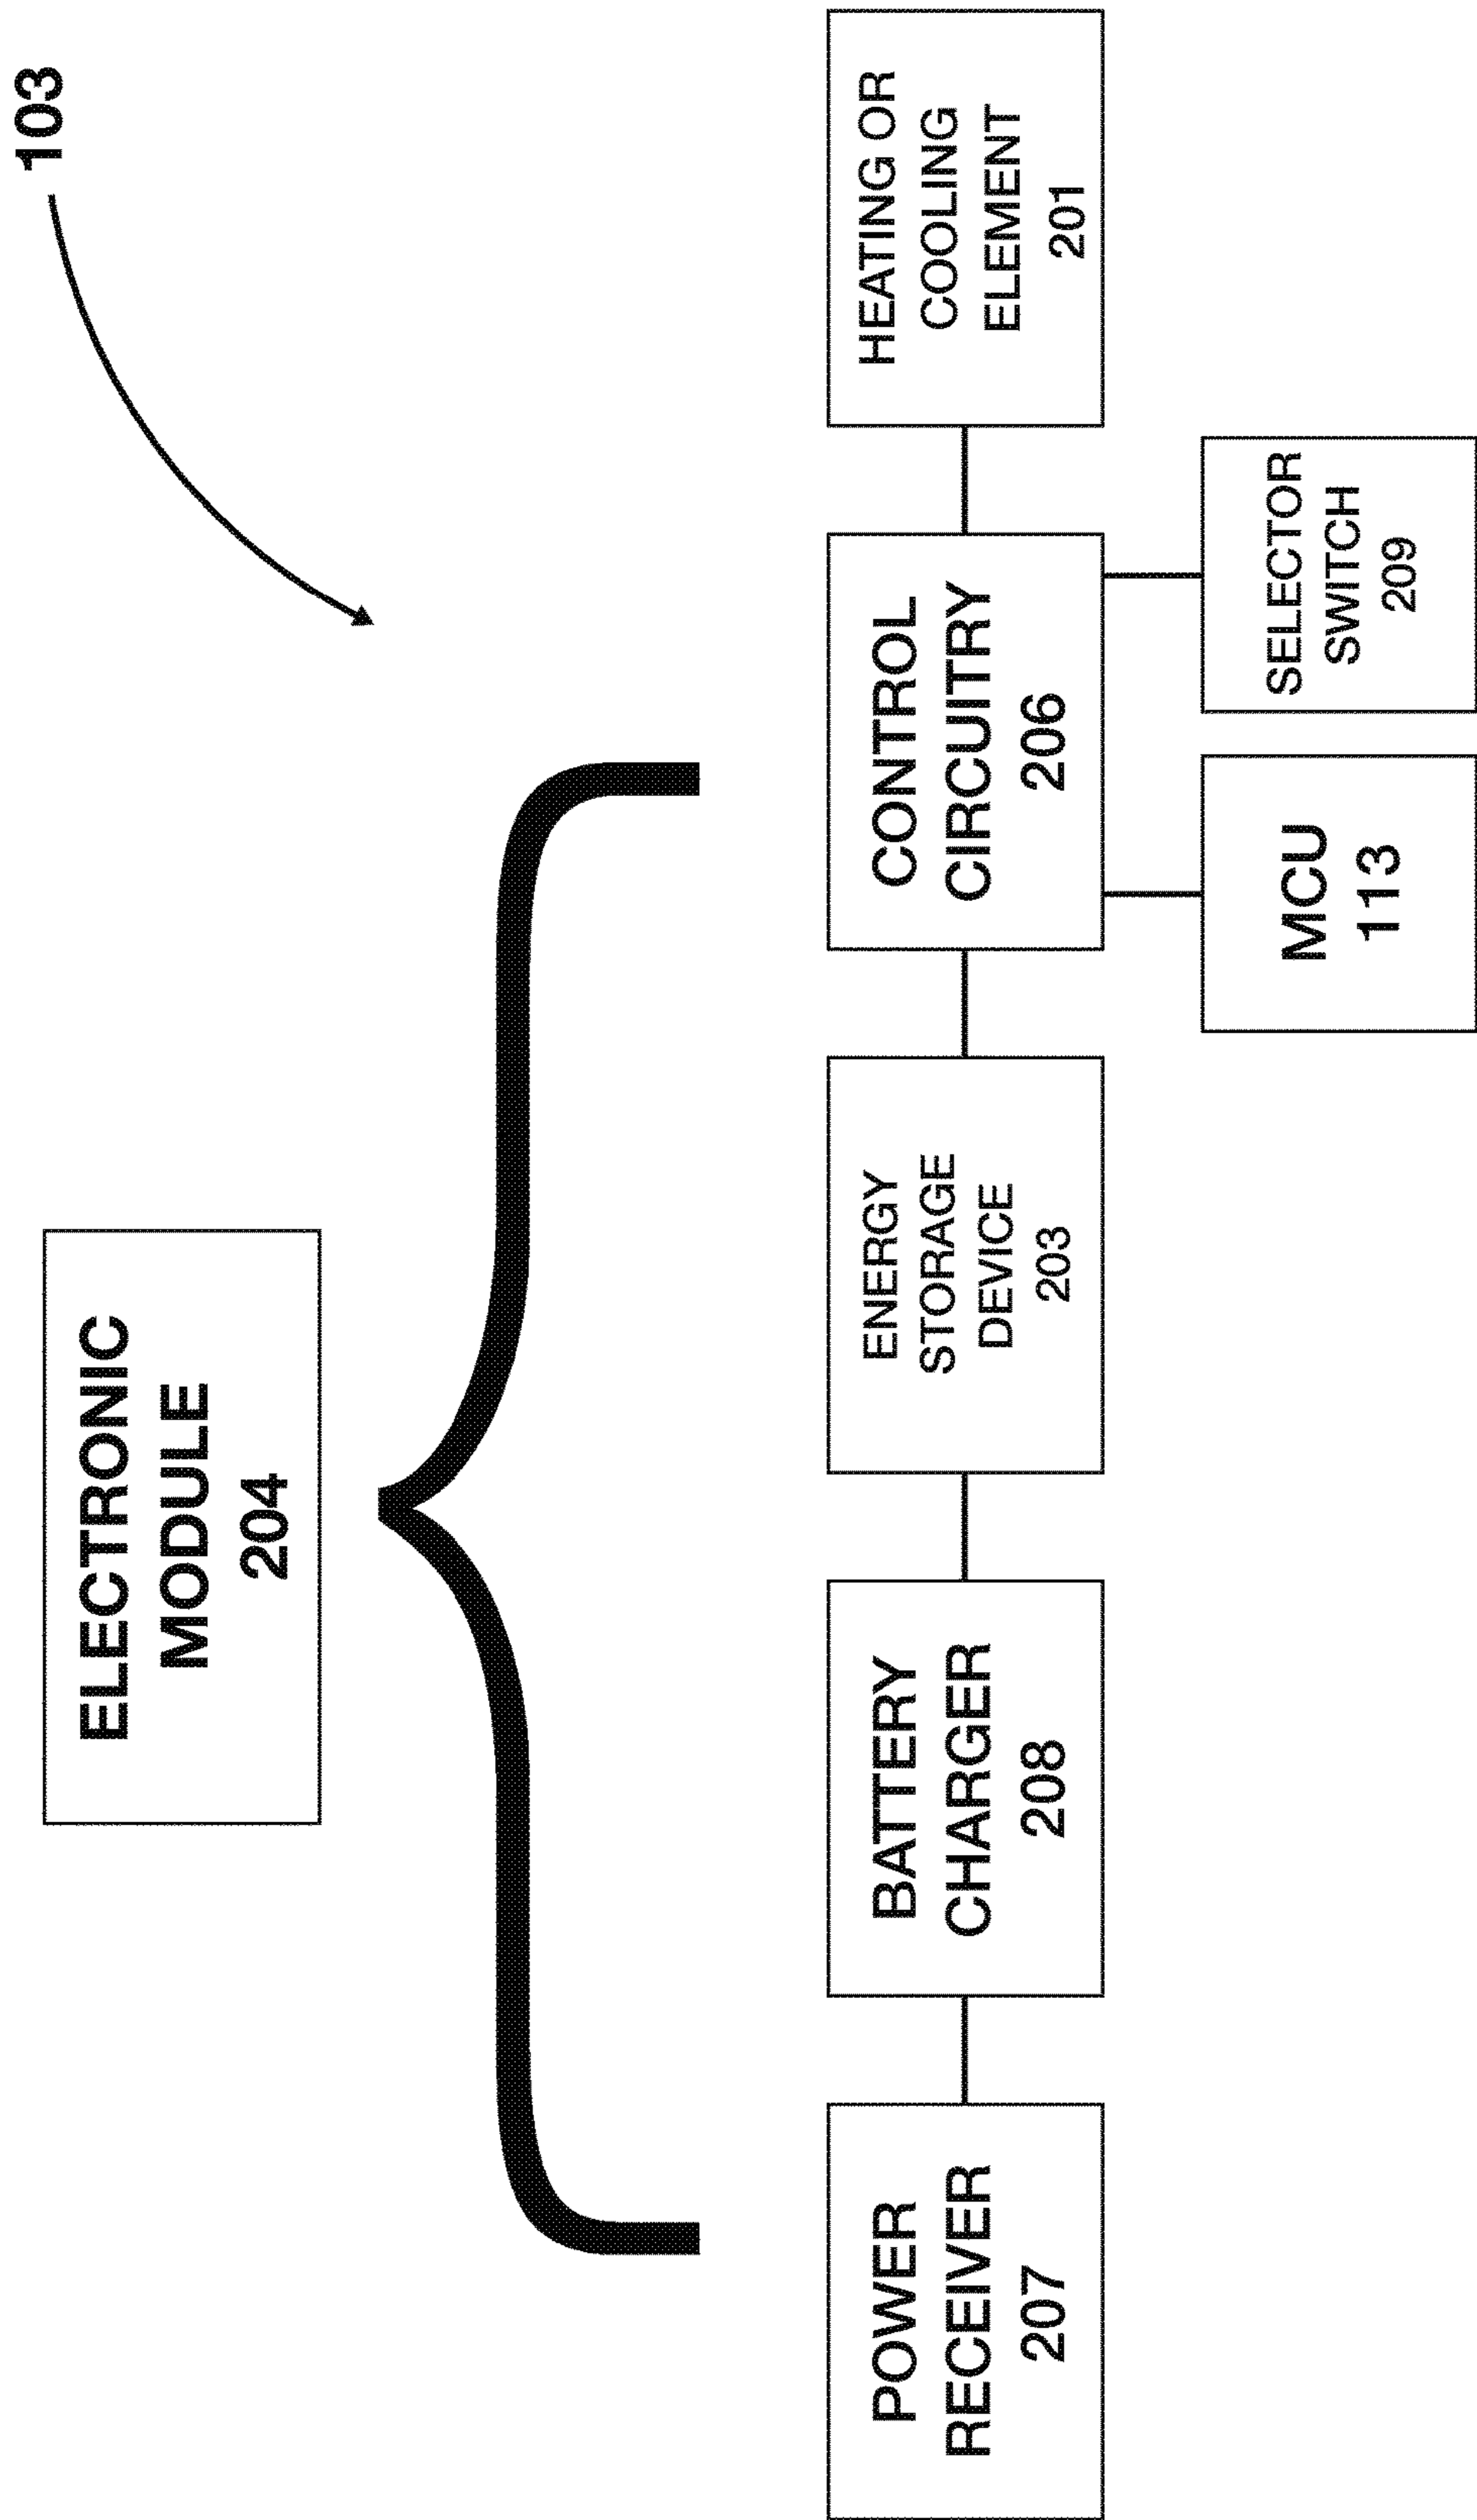 103
ELECTRONIC
MODULE
204
POWER
RECEIVER
207
BATTERY
CHARGER
208
ENERGY
STORAGE
DEVICE
203
CONTROL
CIRCUITRY
206
HEATING OR
COOLING
ELEMENT
201
MCU
113
SELECTOR
SWITCH
209